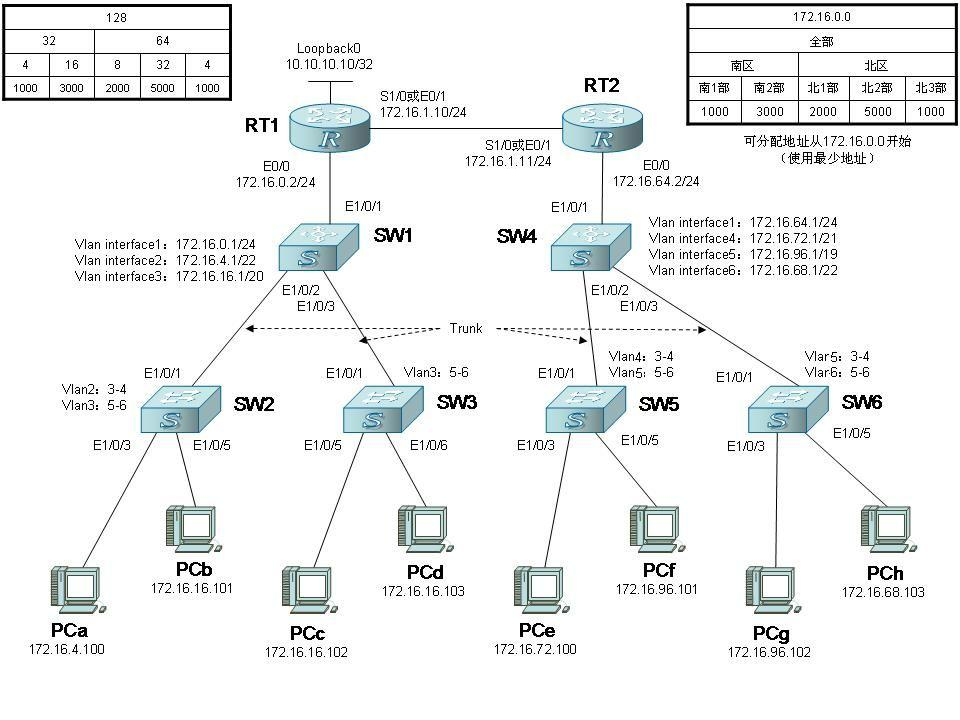 128
32 64
4 16 8 32 4
1000 3000 2000 5000 1000
172.16.0.0
全部
南区 北区
南1部 南2部 北1部 北2部 北3部
1000 3000 2000 5000 1000
可分配地址从172.16.0.0开始
（使用最少地址）
Loopback0
10.10.10.10/32
S1/0或E0/1
172.16.1.10/24
RT1
R
E0/0
172.16.0.2/24
RT2
R
S1/0或E0/1
172.16.1.11/24
E0/0
172.16.64.2/24
E1/0/1
SW1
S
Vlan interface1：172.16.0.1/24
Vlan interface2：172.16.4.1/22
Vlan interface3：172.16.16.1/20
E1/0/2
E1/0/3
E1/0/1
SW4
S
Vlan interface1：172.16.64.1/24
Vlan interface4：172.16.72.1/21
Vlan interface5：172.16.96.1/19
Vlan interface6：172.16.68.1/22
E1/0/2
E1/0/3
Trunk
E1/0/1
Vlan2：3-4
Vlan3：5-6
SW2
S
E1/0/3
E1/0/5
E1/0/1
Vlan3：5-6
SW3
S
E1/0/5
E1/0/6
Vlan4：3-4
Vlan5：5-6
E1/0/1
SW5
S
E1/0/3
E1/0/5
Vlar5：3-4
Vlar6：5-6
E1/0/1
SW6
S
E1/0/3
E1/0/5
PCb
172.16.16.101
PCa
172.16.4.100
PCd
172.16.16.103
PCc
172.16.16.102
PCf
172.16.96.101
PCe
172.16.72.100
PCh
172.16.68.103
PCg
172.16.96.102